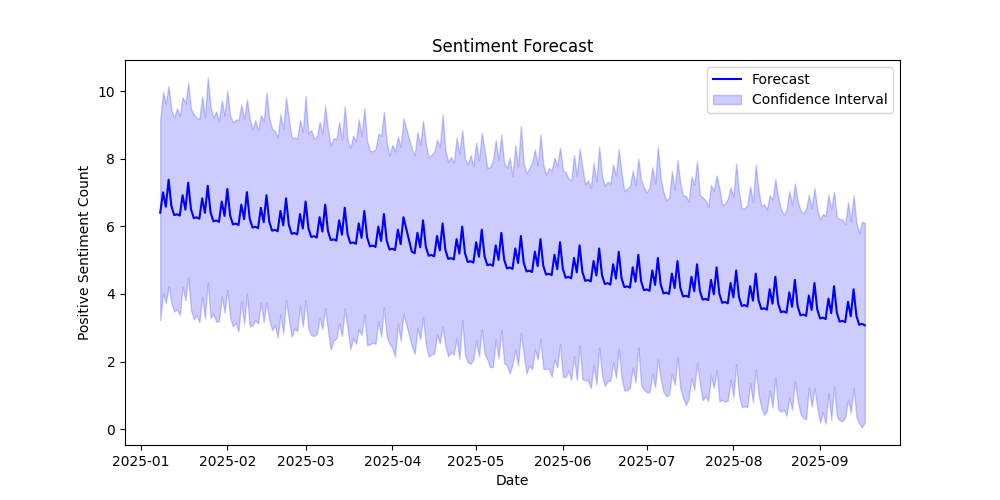 Sentiment Forecast
Forecast
Confidence Interval
Positive Sentiment Count
10
8
6
4
2
0
2025-01 2025-02 2025-03 2025-04 2025-05 2025-06 2025-07 2025-08 2025-09
Date